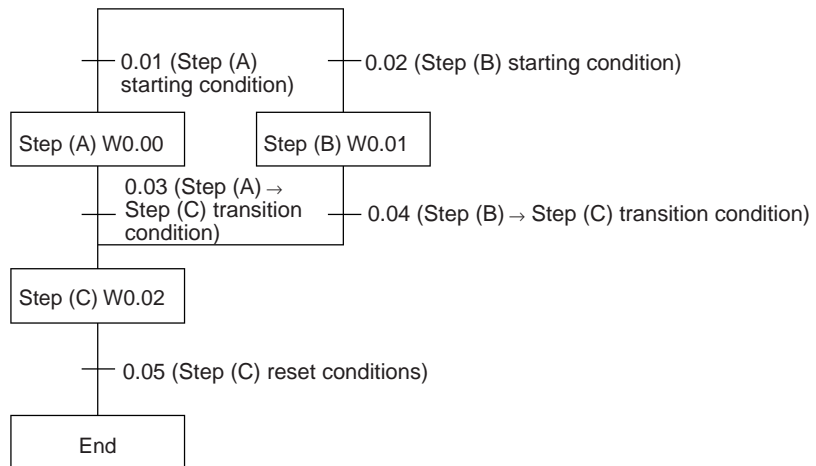 0.01 (Step (A)
starting condition)
0.02 (Step (B) starting condition)
Step (A) W0.00
Step (B) W0.01
0.03 (Step (A) →
Step (C) transition
condition)
0.04 (Step (B) → Step (C) transition condition)
Step (C) W0.02
0.05 (Step (C) reset conditions)
End